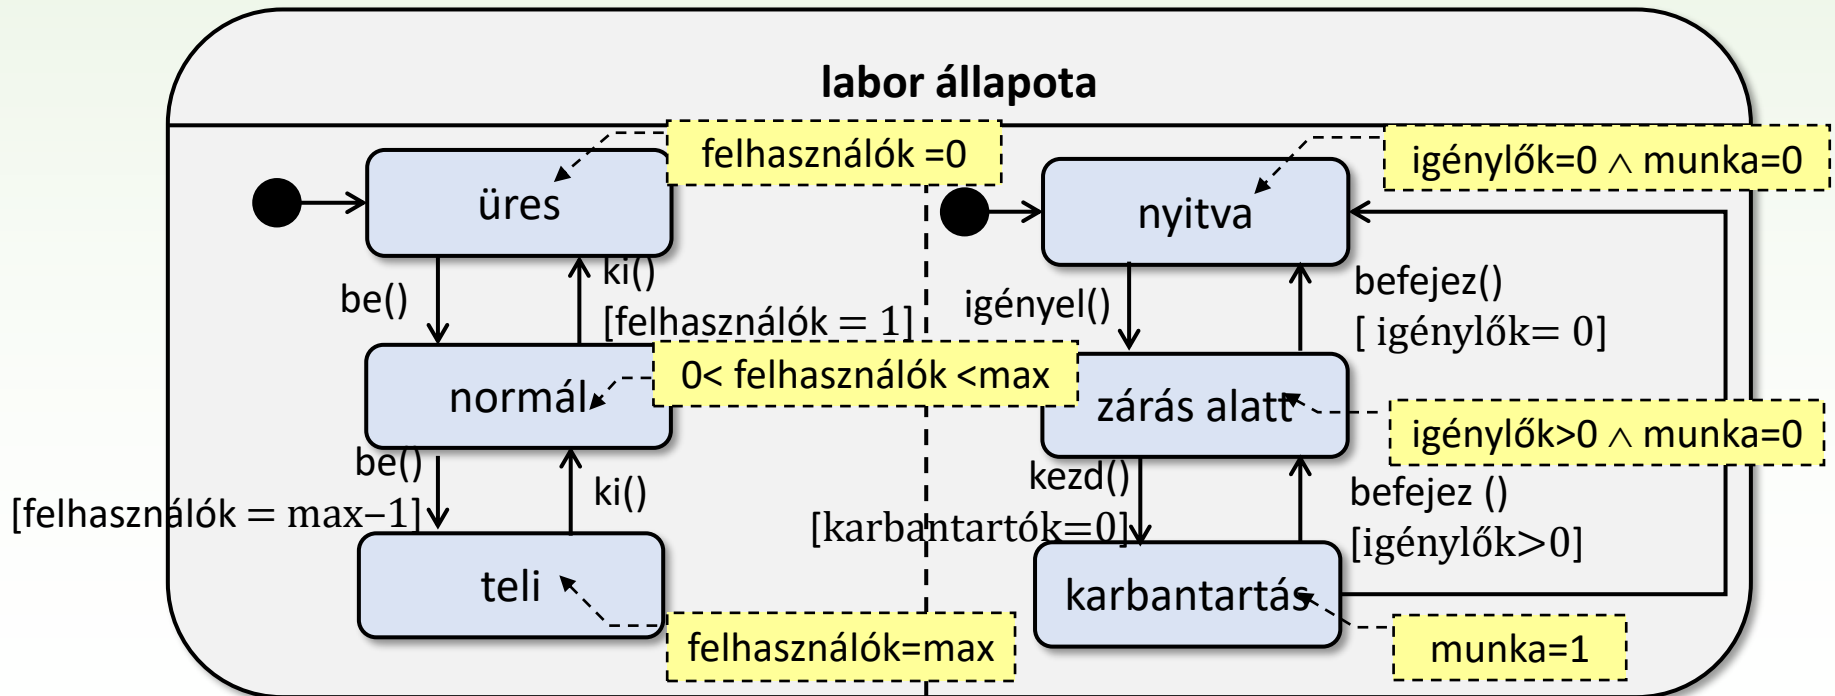 labor állapota
felhasználók =0
üres
be()
ki()
[felhasználók = 1]
normál
0< felhasználók <max
be()
[felhasználók = max–1]
ki()
teli
felhasználók=max
igénylők=0 ∧ munka=0
nyitva
igényel()
befejez()
[ igénylők= 0]
zárás alatt
igénylők>0 ∧ munka=0
kezd()
[karbantartók=0]
befejez ()
[igénylők>0]
karbantartás
munka=1